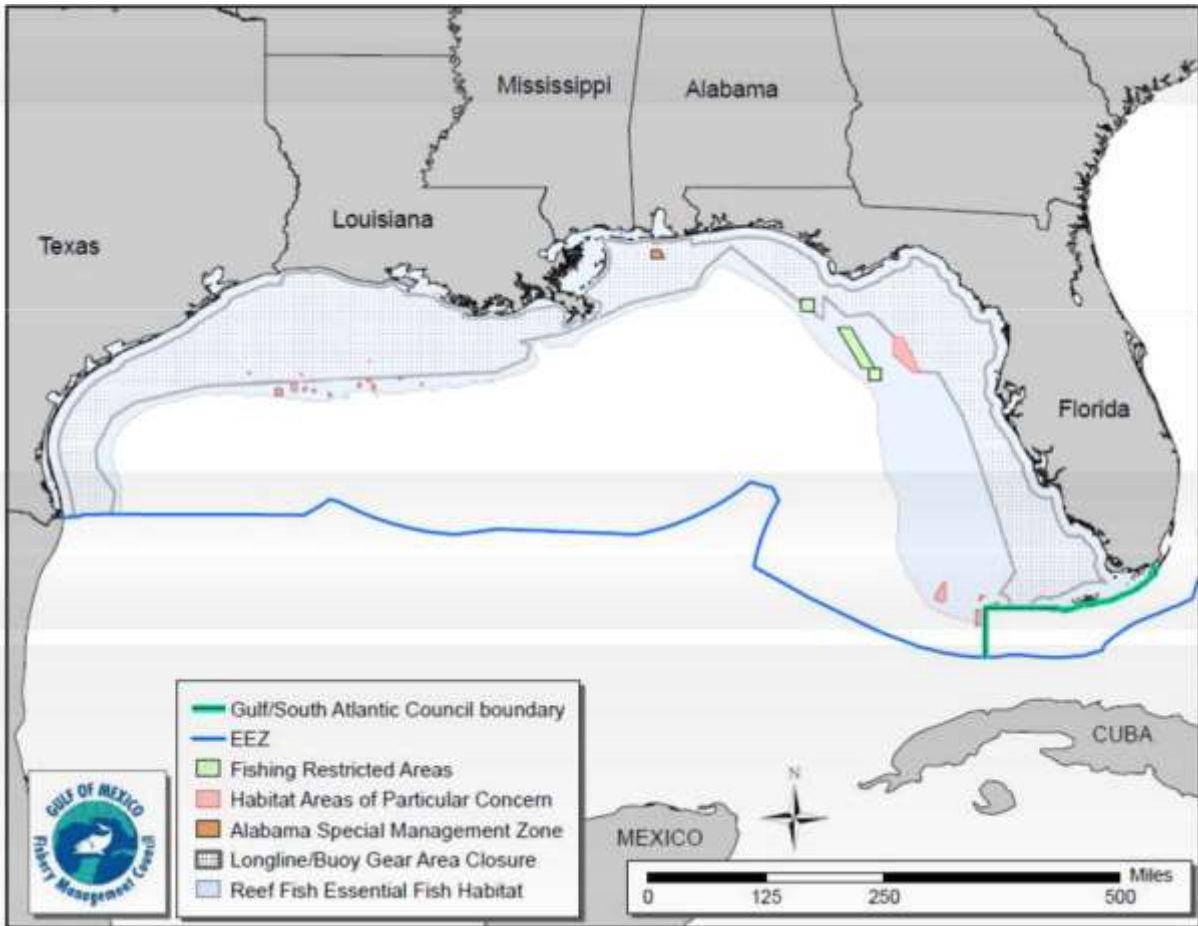 Mississippi
Alabama
Louisiana
Texas
Florida
Gulf/South Atlantic Council boundary
EEZ
Fishing Restricted Areas
Habitat Areas of Particular Concern
Alabama Special Management Zone
Longline/Buoy Gear Area Closure
Reef Fish Essential Fish Habitat
GULF OF MEXICO
Fishery Management Council
CUBA
N
MEXICO
Miles
0 125 250 500